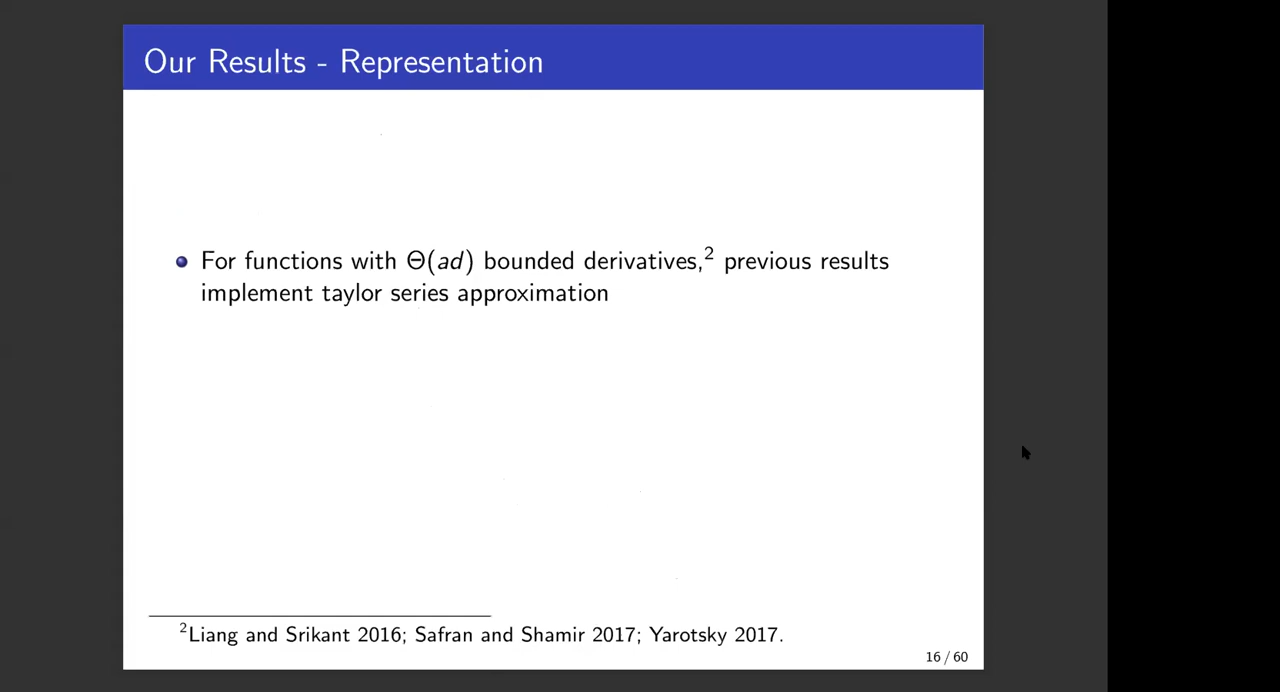 Our Results - Representation
For functions with Θ(ad) bounded derivatives,² previous results
implement taylor series approximation
²Liang and Srikant 2016; Safran and Shamir 2017; Yarotsky 2017.
16 / 60